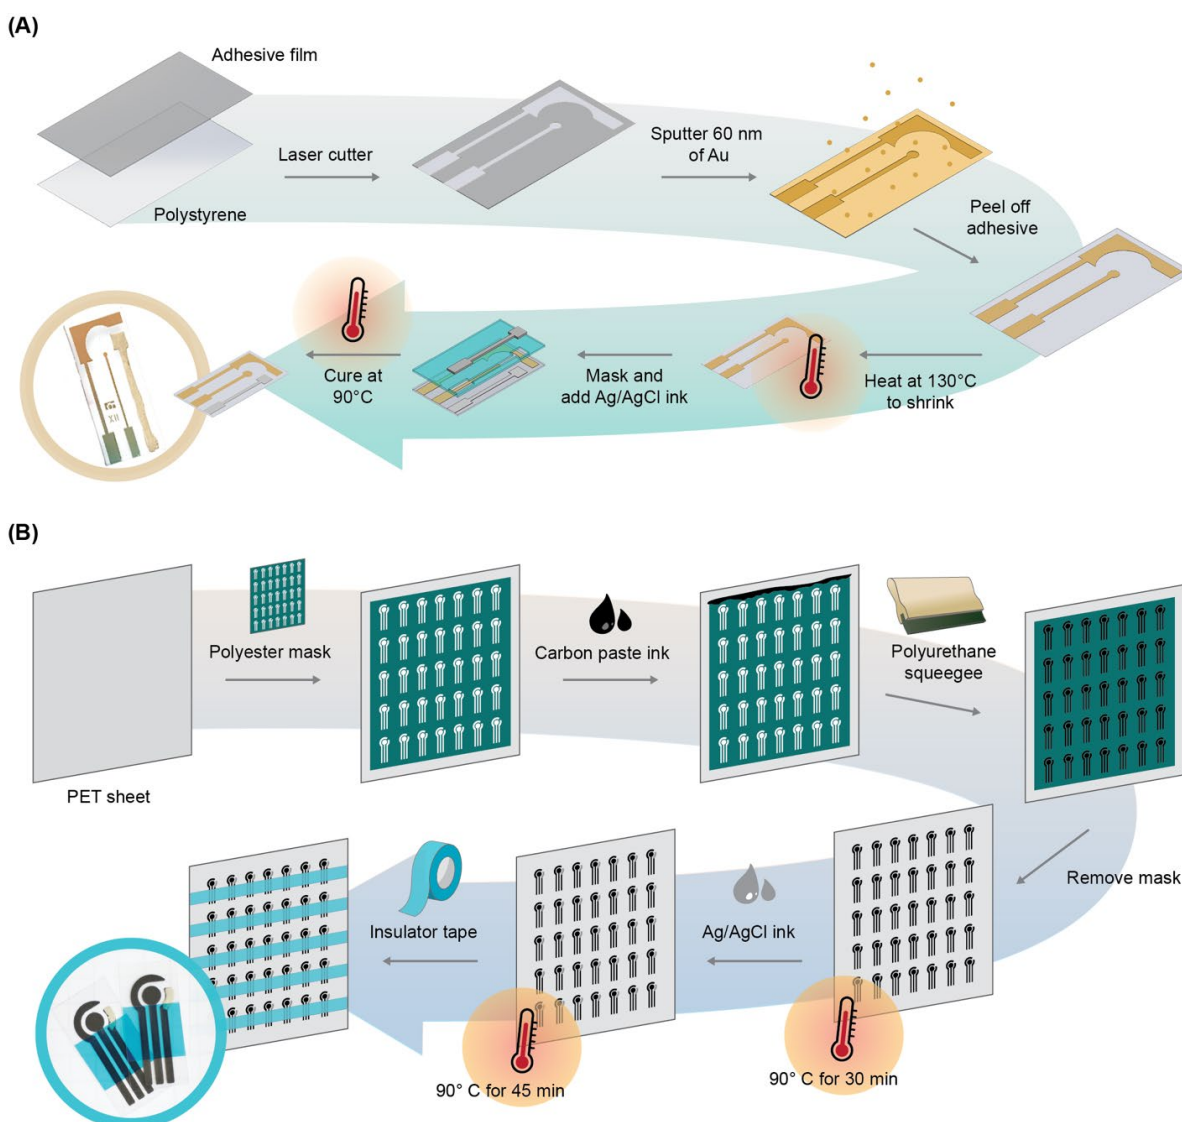 (A)
Adhesive film
Polystyrene
Laser cutter
Sputter 60 nm
of Au
Peel off
adhesive
Heat at 130°C
to shrink
Mask and
add Ag/AgCl ink
Cure at
90°C
(B)
PET sheet
Polyester mask
Carbon paste ink
Polyurethane
squeegee
Remove mask
90° C for 30 min
Ag/AgCl ink
90° C for 45 min
Insulator tape